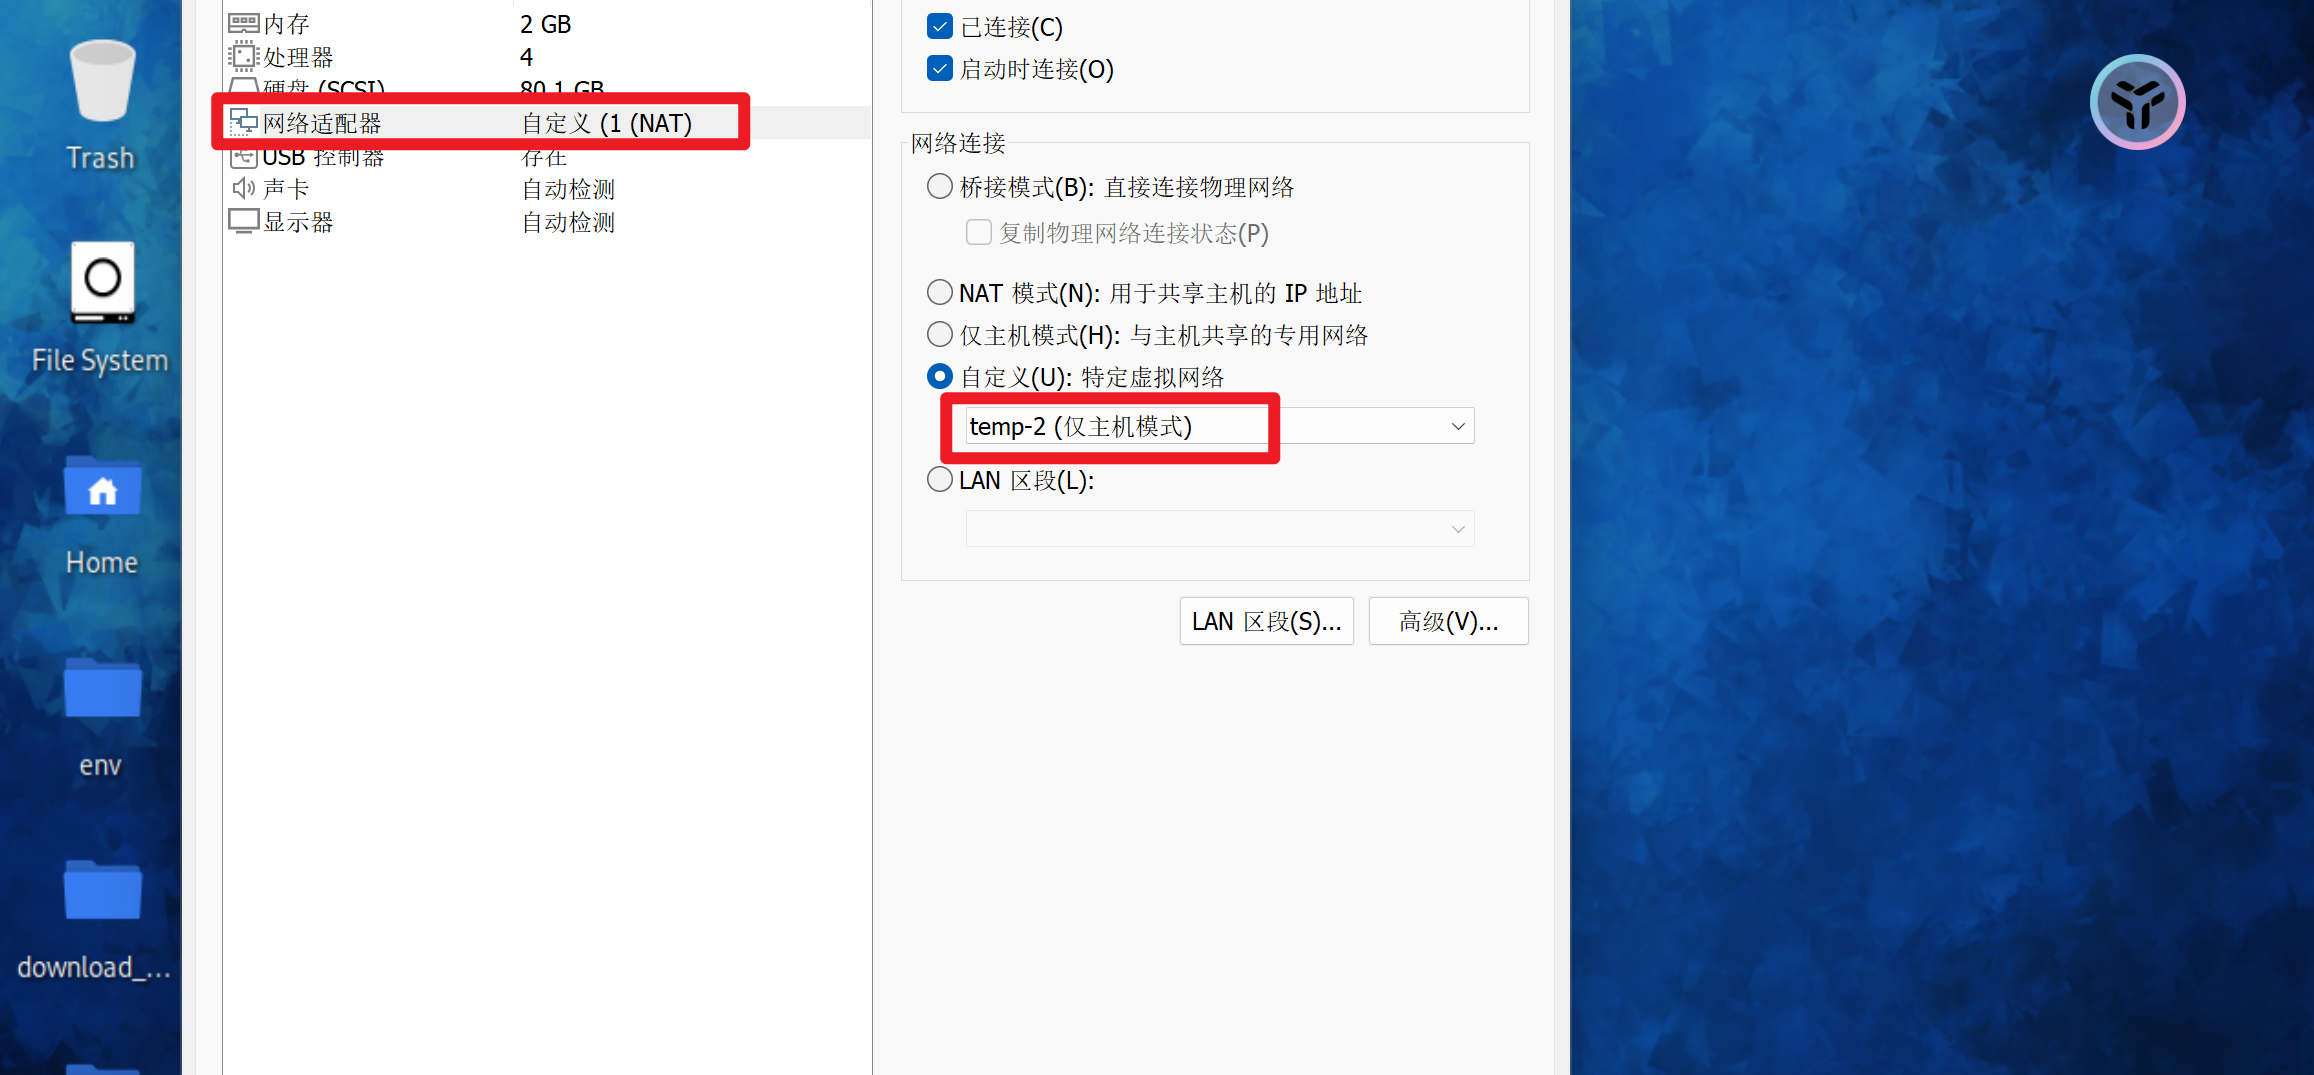 Trash
File System
Home
env
download_...
内存 2 GB
处理器 4
硬盘 (SCSI) 80.1 GB
网络适配器 自定义 (1 (NAT)
USB 控制器 存在
声卡 自动检测
显示器 自动检测
已连接(C)
启动时连接(O)
网络连接
桥接模式(B): 直接连接物理网络
复制物理网络连接状态(P)
NAT 模式(N): 用于共享主机的 IP 地址
仅主机模式(H): 与主机共享的专用网络
自定义(U): 特定虚拟网络
temp-2 (仅主机模式)
LAN 区段(L):
LAN 区段(S)... 高级(V)...